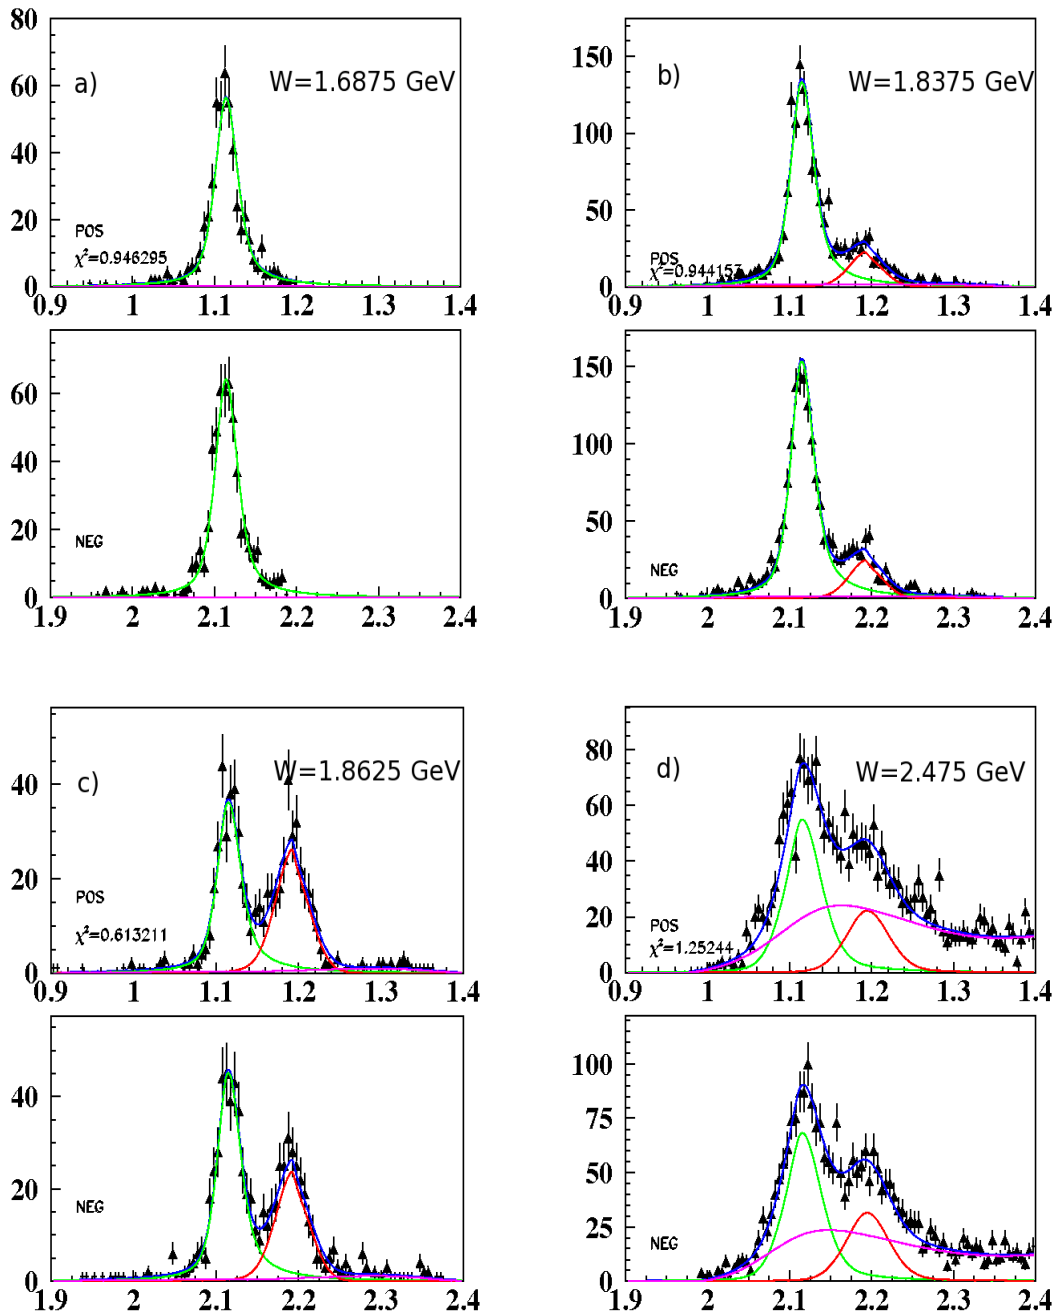 80
60
40
20
0
a)
W=1.6875 GeV
POS
χ²=0.946295
0.9 1 1.1 1.2 1.3 1.4
150
100
50
0
b)
W=1.8375 GeV
POS
χ²=0.944157
0.9 1 1.1 1.2 1.3 1.4
60
40
20
0
NEG
1.9 2 2.1 2.2 2.3 2.4
150
100
50
0
NEG
1.9 2 2.1 2.2 2.3 2.4
40
20
0
c)
W=1.8625 GeV
POS
χ²=0.613211
0.9 1 1.1 1.2 1.3 1.4
80
60
40
20
0
d)
W=2.475 GeV
POS
χ²=1.25244
0.9 1 1.1 1.2 1.3 1.4
40
20
0
NEG
1.9 2 2.1 2.2 2.3 2.4
100
75
50
25
0
NEG
1.9 2 2.1 2.2 2.3 2.4